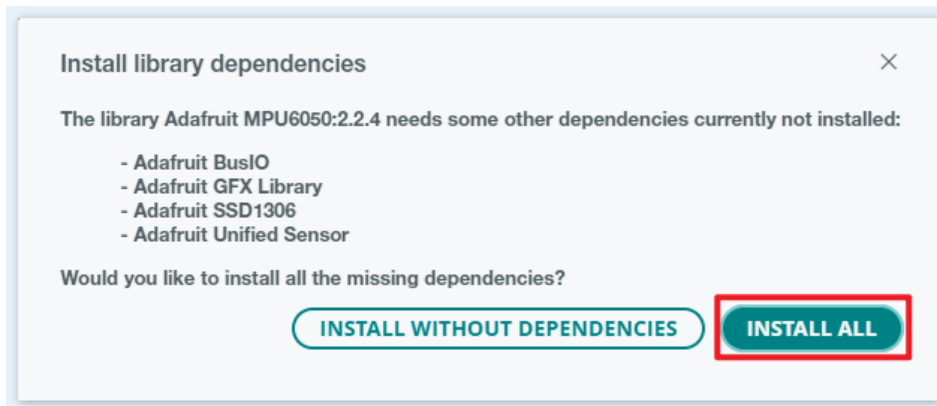 Install library dependencies
The library Adafruit MPU6050:2.2.4 needs some other dependencies currently not installed:
- Adafruit BusIO
- Adafruit GFX Library
- Adafruit SSD1306
- Adafruit Unified Sensor
Would you like to install all the missing dependencies?
INSTALL WITHOUT DEPENDENCIES INSTALL ALL